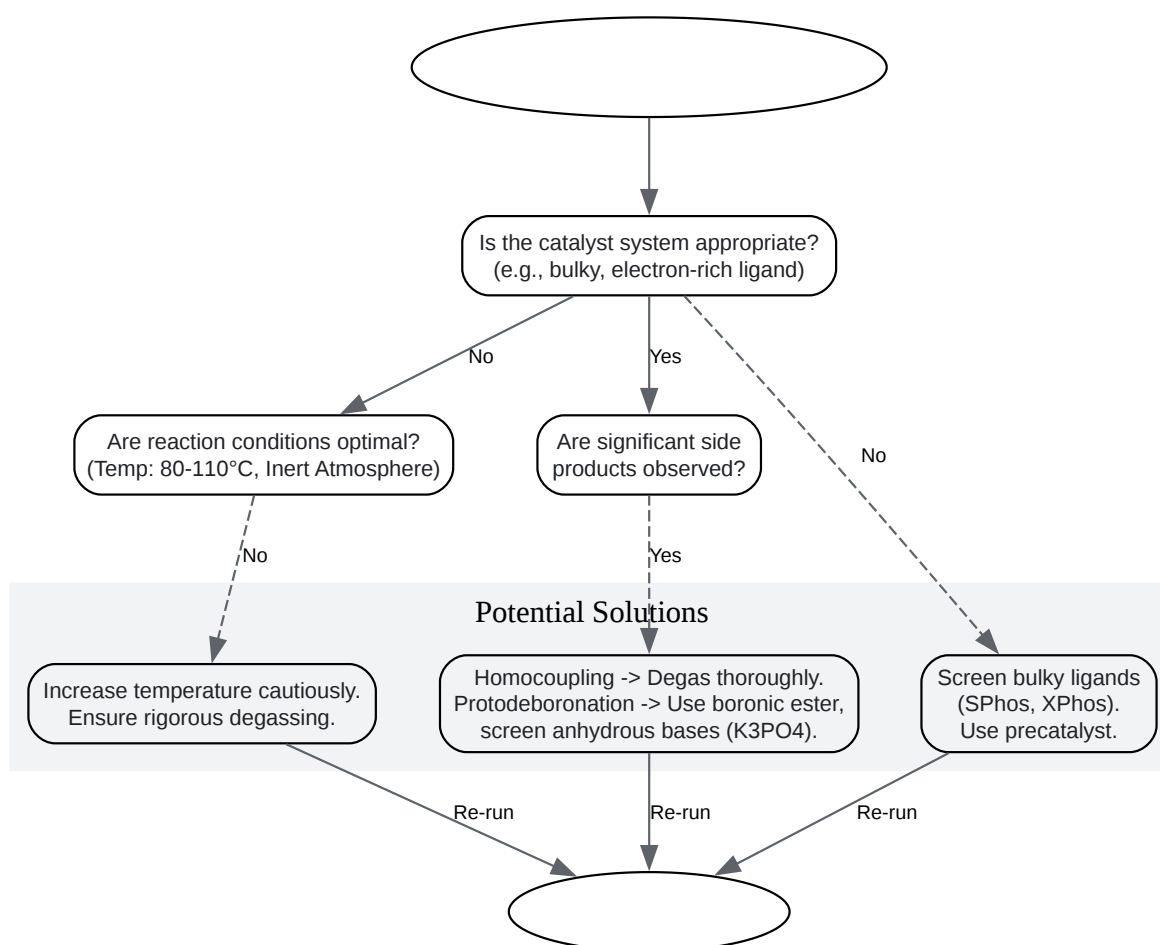 Is the catalyst system appropriate?
(e.g., bulky, electron-rich ligand)
No
Yes
No
Are reaction conditions optimal?
(Temp: 80-110°C, Inert Atmosphere)
Are significant side
products observed?
No
Yes
Potential Solutions
Increase temperature cautiously.
Ensure rigorous degassing.
Homocoupling -> Degas thoroughly.
Protodeboronation -> Use boronic ester,
screen anhydrous bases (K3PO4).
Screen bulky ligands
(SPhos, XPhos).
Use precatalyst.
Re-run
Re-run
Re-run